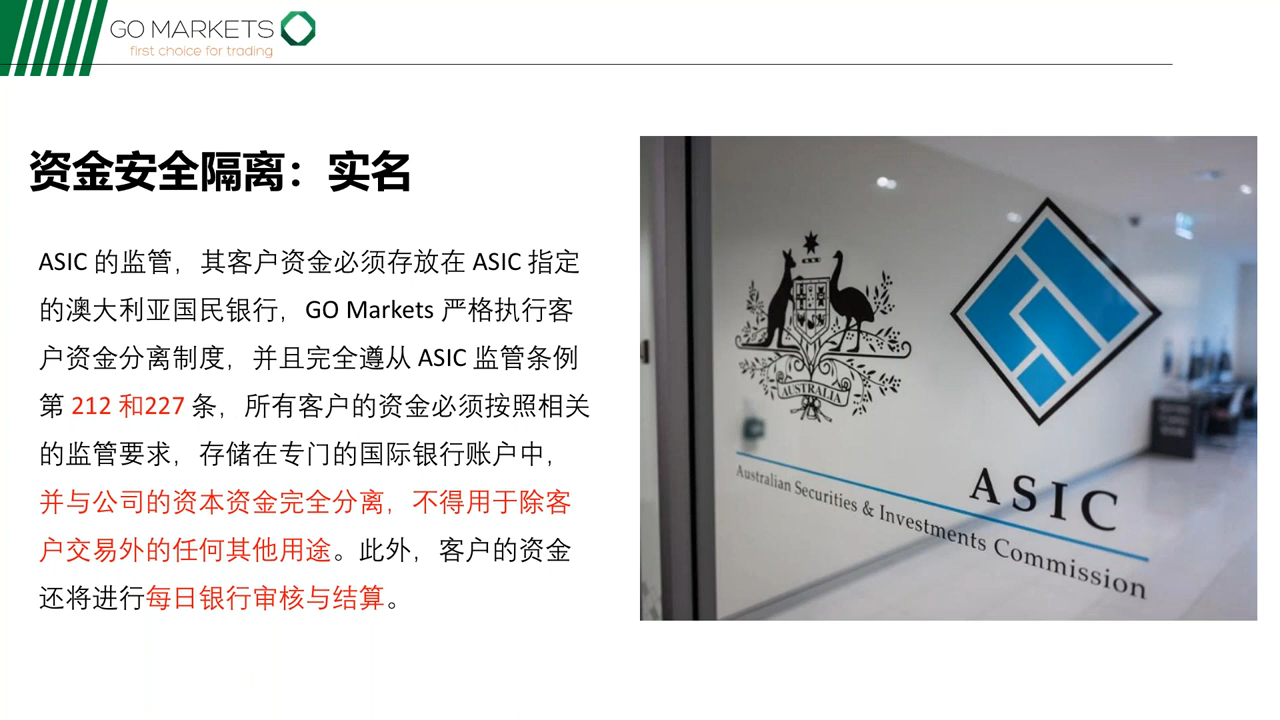 GO MARKETS
first choice for trading
资金安全隔离：实名
ASIC 的监管，其客户资金必须存放在 ASIC 指定
的澳大利亚国民银行，GO Markets 严格执行客
户资金分离制度，并且完全遵从 ASIC 监管条例
第 212 和227 条，所有客户的资金必须按照相关
的监管要求，存储在专门的国际银行账户中，
并与公司的资本资金完全分离，不得用于除客
户交易外的任何其他用途。此外，客户的资金
还将进行每日银行审核与结算。
AUSTRALIA
ASIC
Australian Securities & Investments Commission